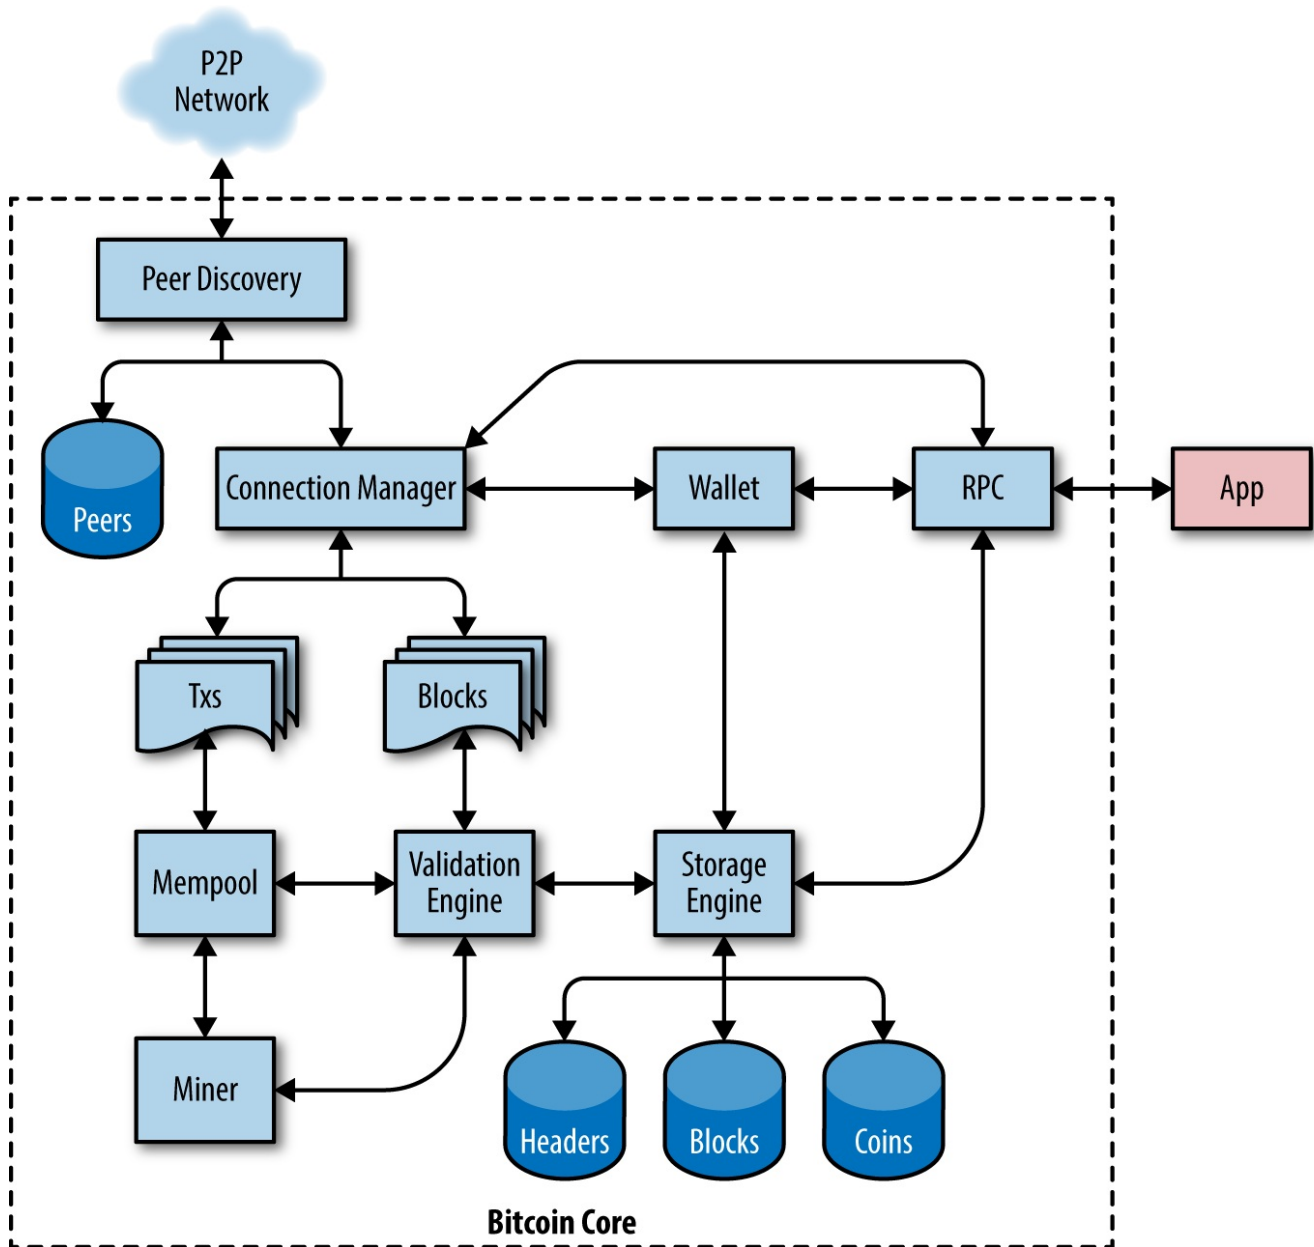 P2P
Network
Peer Discovery
Peers
Connection Manager
Wallet
RPC
App
Txs
Blocks
Mempool
Validation
Engine
Storage
Engine
Miner
Headers
Blocks
Coins
Bitcoin Core